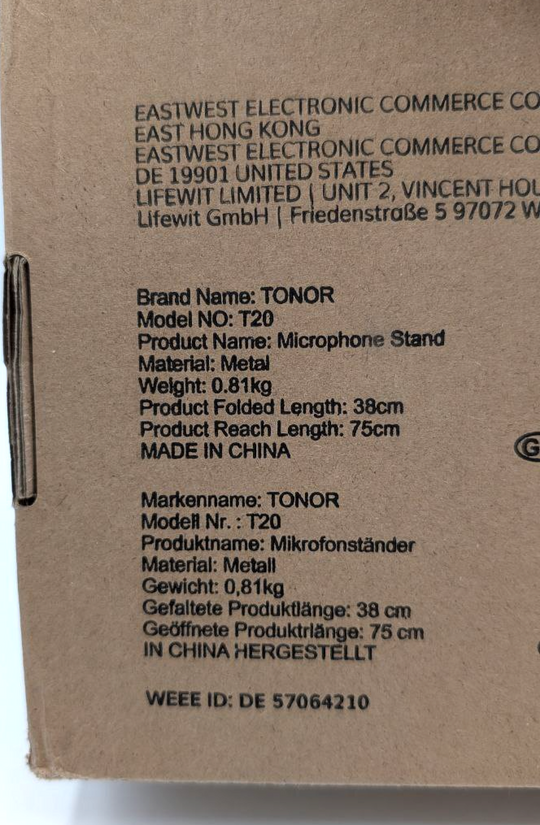 EASTWEST ELECTRONIC COMMERCE CO
EAST HONG KONG
EASTWEST ELECTRONIC COMMERCE CO
DE 19901 UNITED STATES
LIFEWIT LIMITED | UNIT 2, VINCENT HOU
Lifewit GmbH | Friedenstraße 5 97072 W
Brand Name: TONOR
Model NO: T20
Product Name: Microphone Stand
Material: Metal
Weight: 0.81kg
Product Folded Length: 38cm
Product Reach Length: 75cm
MADE IN CHINA
G
Markenname: TONOR
Modell Nr. : T20
Produktname: Mikrofonständer
Material: Metall
Gewicht: 0,81kg
Gefaltete Produktlänge: 38 cm
Geöffnete Produktrlänge: 75 cm
IN CHINA HERGESTELLT
WEEE ID: DE 57064210